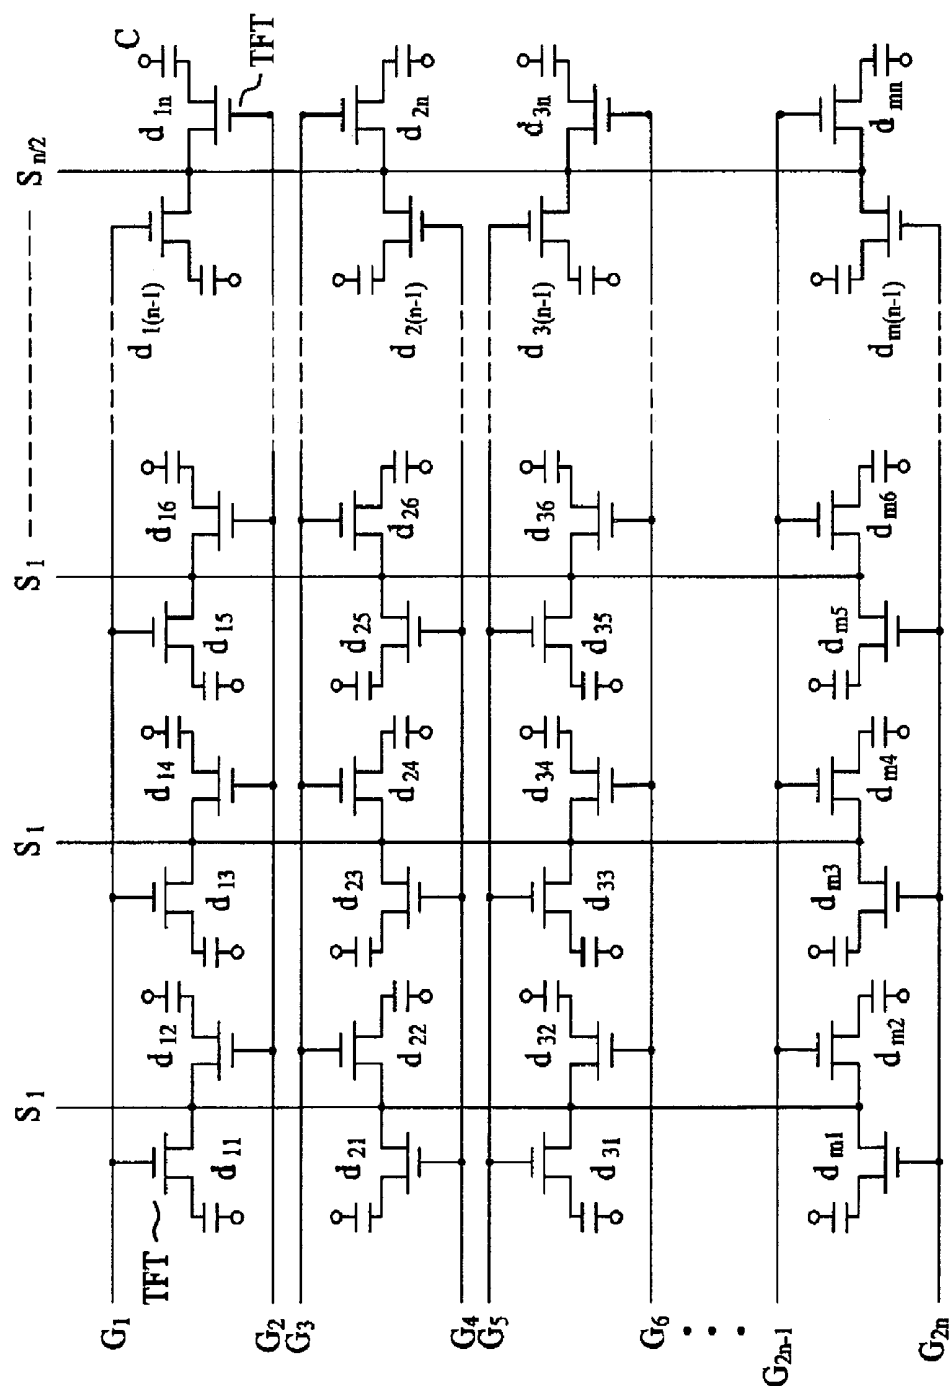 S1 S1 S1 S n/2
G1
TFT
d11 d12 d13 d14 d15 d16 d1(n-1) d1n
C
TFT
G2
G3
d21 d22 d23 d24 d25 d26 d2(n-1) d2n
G4
G5
d31 d32 d33 d34 d35 d36 d3(n-1) d3n
G6
G2n-1
dm1 dm2 dm3 dm4 dm5 dm6 dm(n-1) dmn
G2n